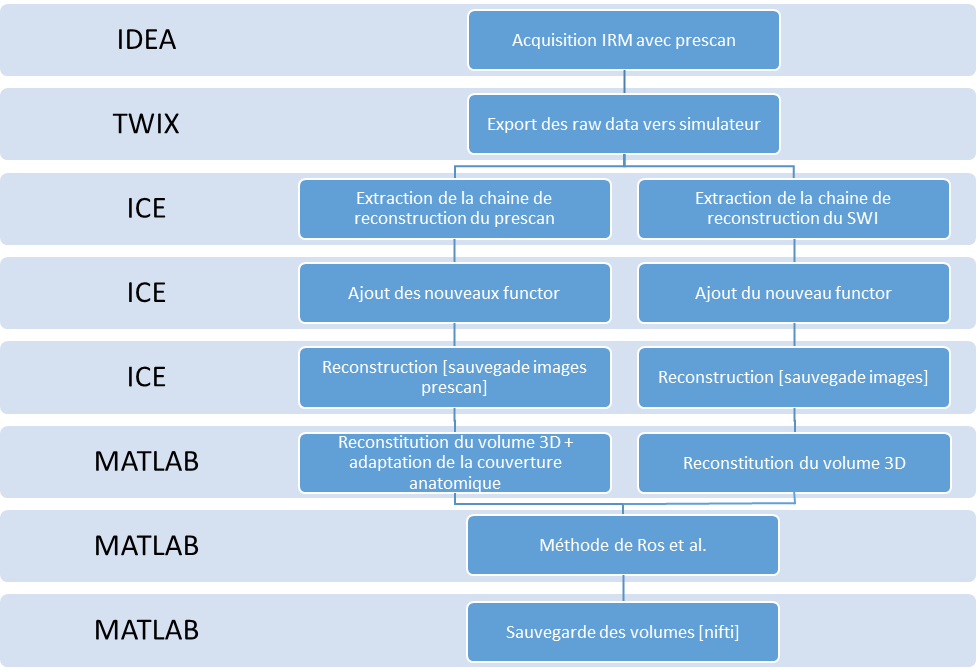 IDEA
Acquisition IRM avec prescan
TWIX
Export des raw data vers simulateur
ICE
Extraction de la chaine de
reconstruction du prescan
Extraction de la chaine de
reconstruction du SWI
ICE
Ajout des nouveaux functor
Ajout du nouveau functor
ICE
Reconstruction [sauvegade images
prescan]
Reconstruction [sauvegade images]
MATLAB
Reconstitution du volume 3D +
adaptation de la couverture
anatomique
Reconstitution du volume 3D
MATLAB
Méthode de Ros et al.
MATLAB
Sauvegarde des volumes [nifti]